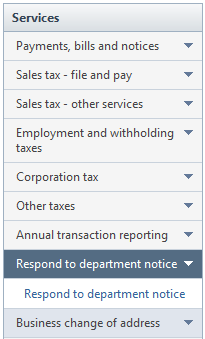 Services
Payments, bills and notices
Sales tax - file and pay
Sales tax - other services
Employment and withholding
taxes
Corporation tax
Other taxes
Annual transaction reporting
Respond to department notice
Respond to department notice
Business change of address